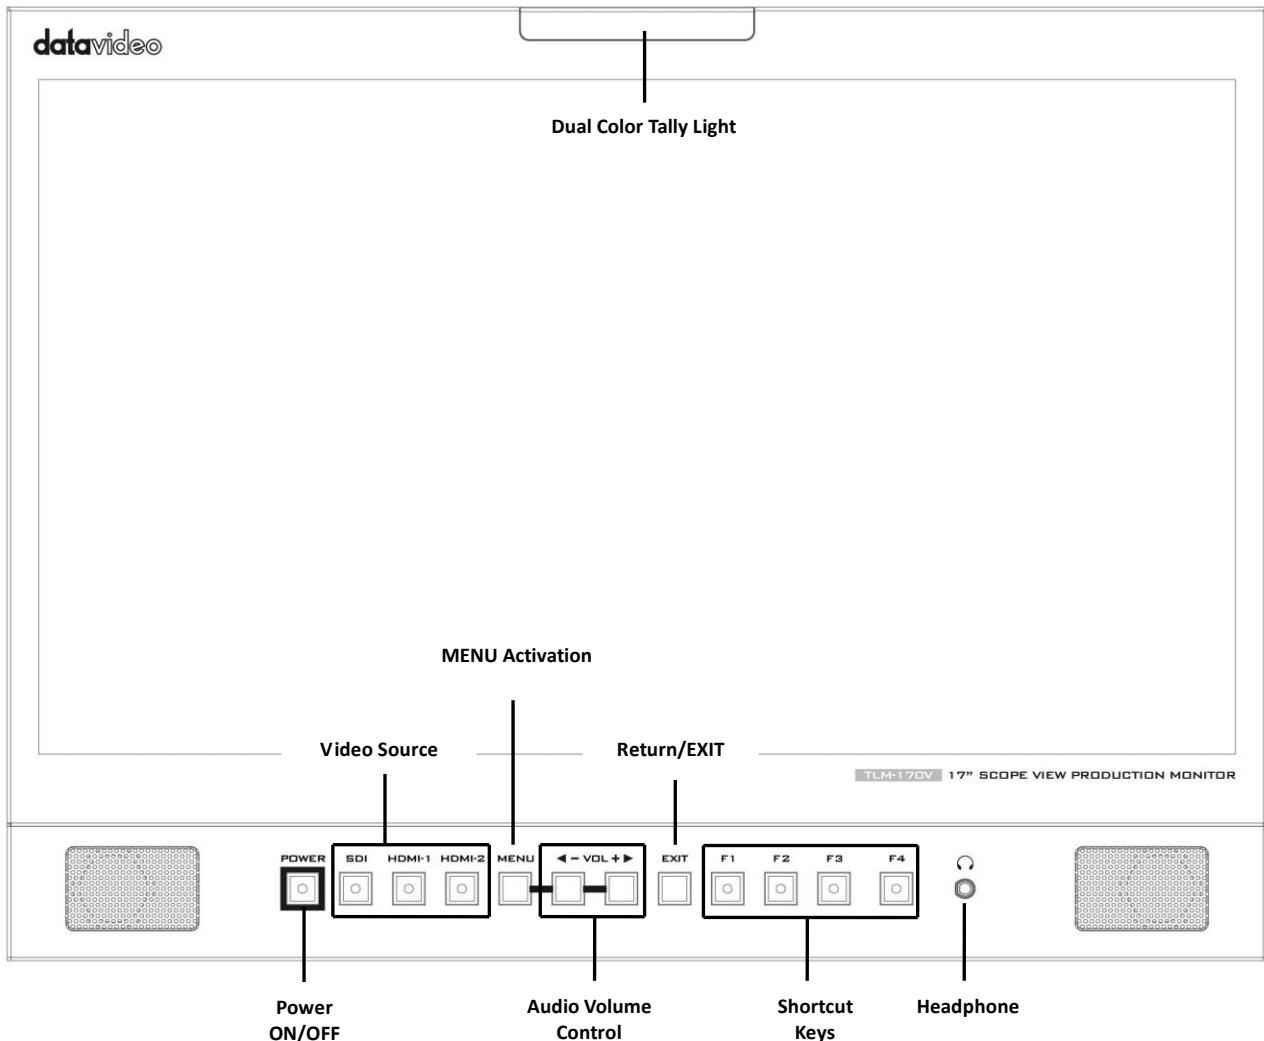 datavideo
Dual Color Tally Light
MENU Activation
Video Source
Return/EXIT
TLM-170V 17" SCOPE VIEW PRODUCTION MONITOR
POWER SDI HDMI-1 HDMI-2 MENU ◀ - VOL + ▶ EXIT F1 F2 F3 F4
Power
ON/OFF
Audio Volume
Control
Shortcut
Keys
Headphone